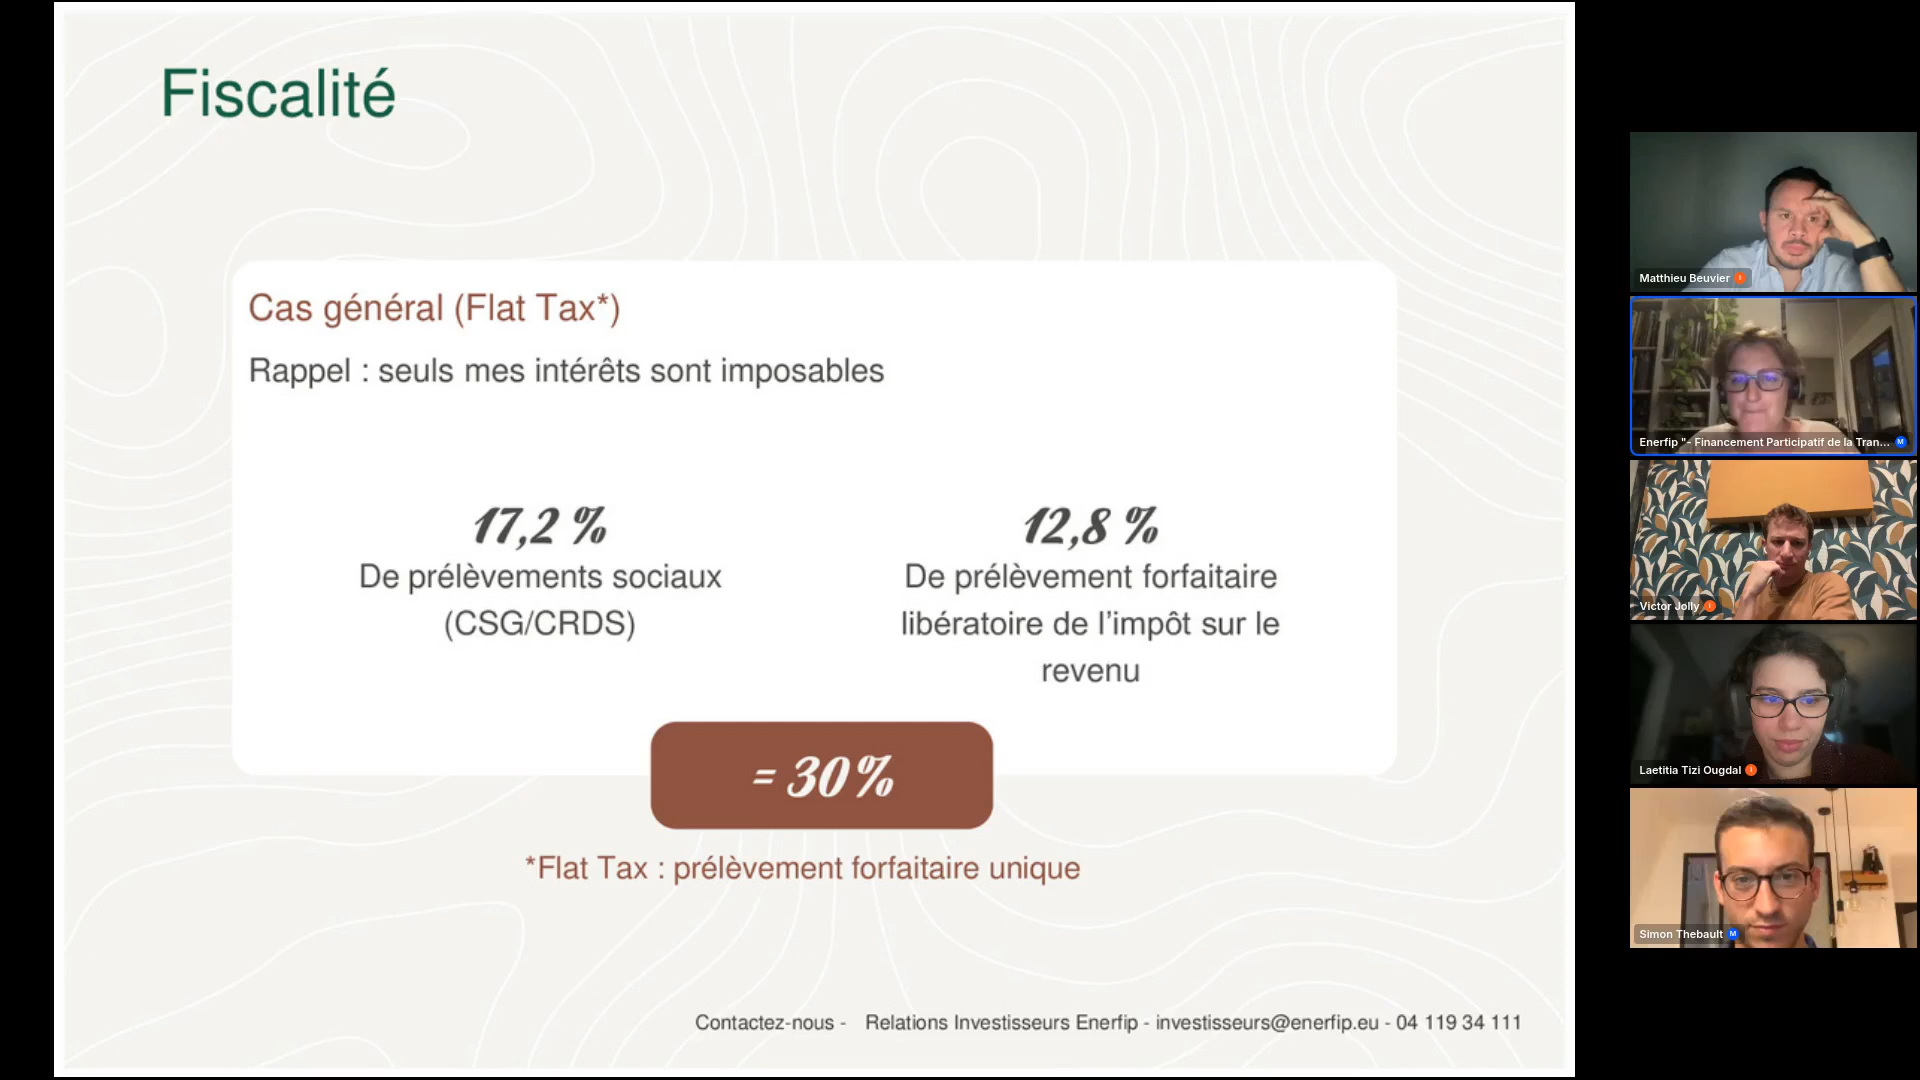 Fiscalité
Cas général (Flat Tax*)
Rappel : seuls mes intérêts sont imposables
17,2 %
De prélèvements sociaux
(CSG/CRDS)
12,8 %
De prélèvement forfaitaire
libératoire de l'impôt sur le
revenu
= 30%
*Flat Tax : prélèvement forfaitaire unique
Contactez-nous - Relations Investisseurs Enerfip - investisseurs@enerfip.eu - 04 119 34 111
Matthieu Beuvier I
Enerfip "- Financement Participatif de la Tran... M
Victor Jolly I
Laetitia Tizi Ougdal I
Simon Thebault M